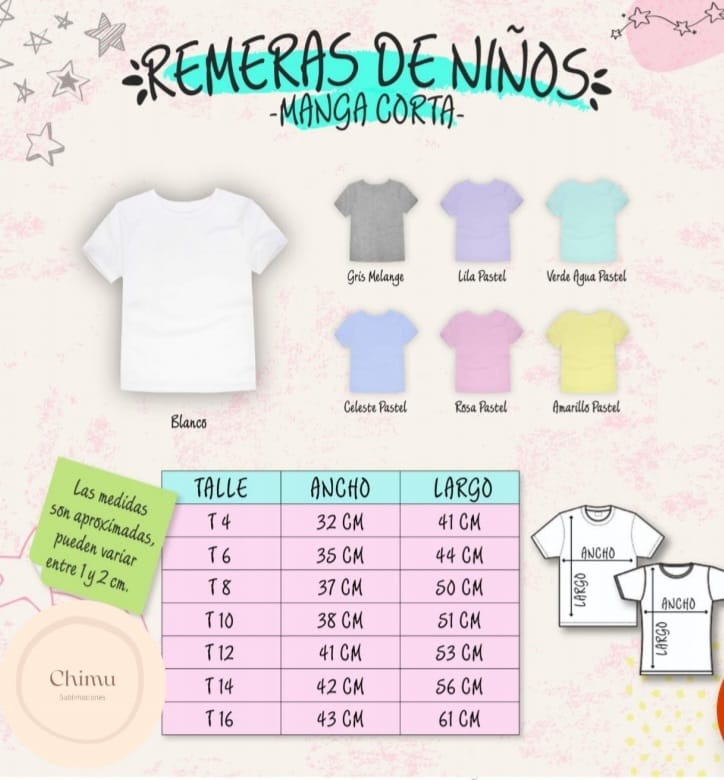 REMERAS DE NIÑOS
-MANGA CORTA-
Gris Melange
Lila Pastel
Verde Agua Pastel
Celeste Pastel
Rosa Pastel
Amarillo Pastel
Blanco
Las medidas
son aproximadas,
pueden variar
entre 1 y 2 cm.
TALLE ANCHO LARGO
T 4 32 CM 41 CM
T 6 35 CM 44 CM
T 8 37 CM 50 CM
T 10 38 CM 51 CM
T 12 41 CM 53 CM
T 14 42 CM 56 CM
T 16 43 CM 61 CM
ANCHO
LARGO
ANCHO
LARGO
Chimu
Sublimaciones